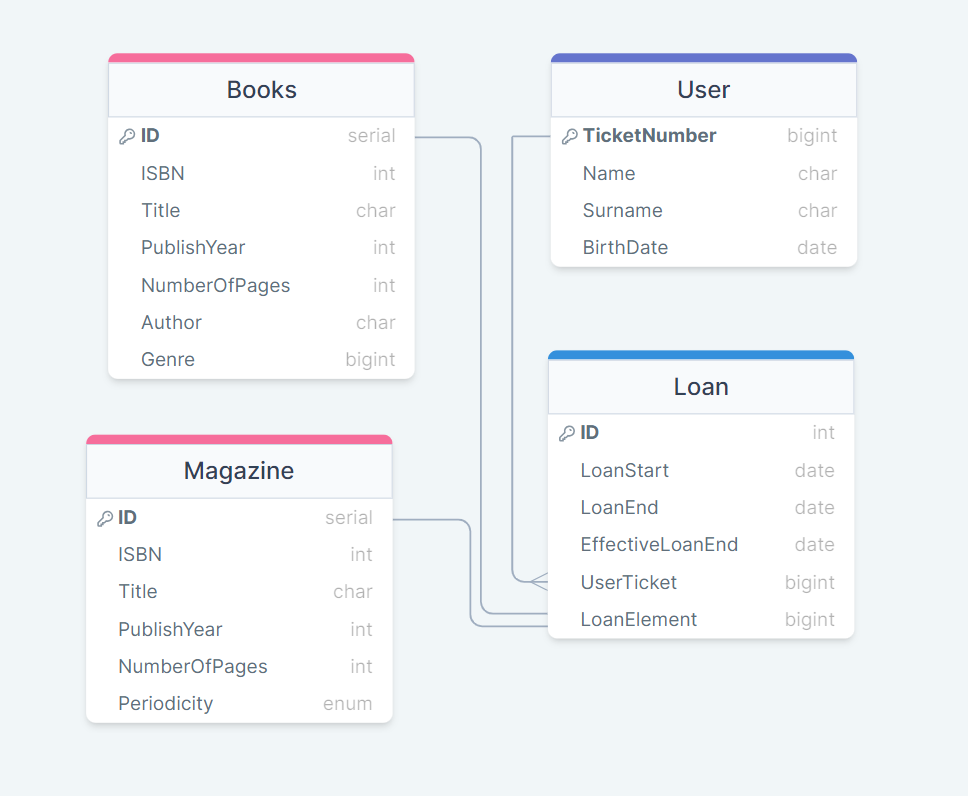 Books
ID serial
ISBN int
Title char
PublishYear int
NumberOfPages int
Author char
Genre bigint
User
TicketNumber bigint
Name char
Surname char
BirthDate date
Magazine
ID serial
ISBN int
Title char
PublishYear int
NumberOfPages int
Periodicity enum
Loan
ID int
LoanStart date
LoanEnd date
EffectiveLoanEnd date
UserTicket bigint
LoanElement bigint